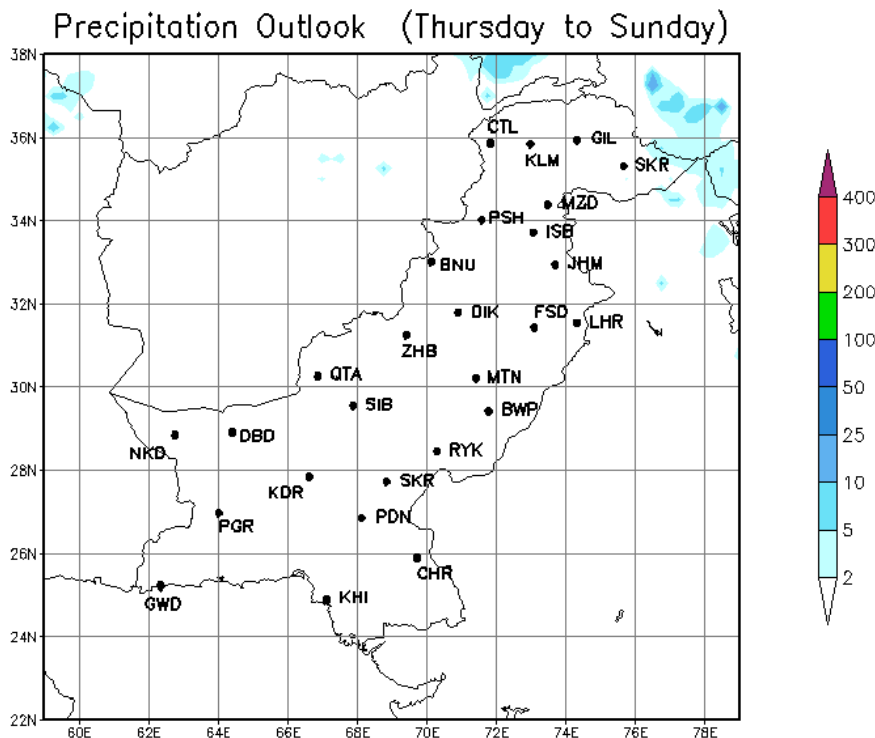 Precipitation Outlook (Thursday to Sunday)
38N
36N
34N
32N
30N
28N
26N
24N
22N
60E 62E 64E 66E 68E 70E 72E 74E 76E 78E
CTL
GIL
KLM
SKR
MZD
PSH
ISB
BNU
JHM
DIK
FSD
LHR
ZHB
QTA
MTN
SIB
BWP
DBD
NKD
RYK
KDR
SKR
PGR
PDN
CHR
GWD
KHI
400
300
200
100
50
25
10
5
2